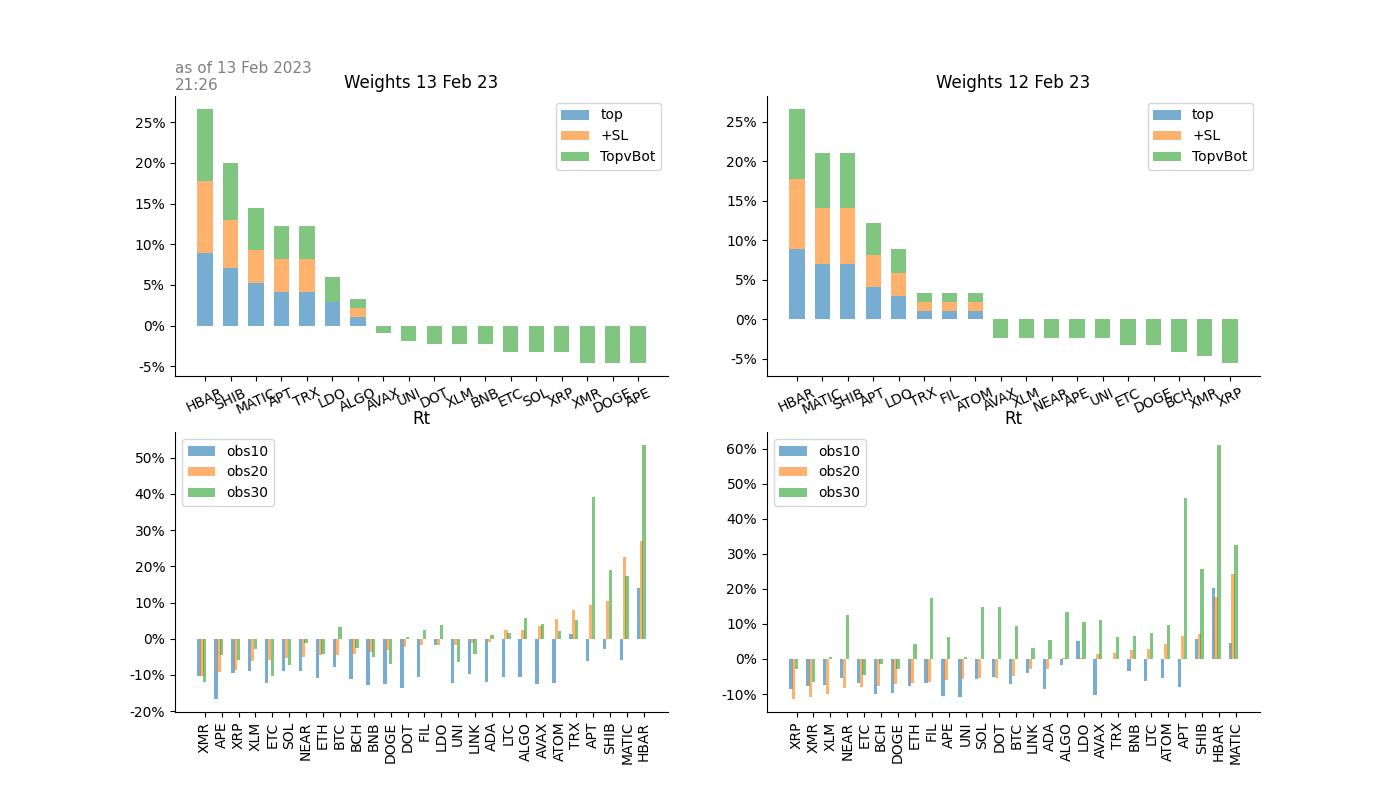 as of 13 Feb 2023
21:26
Weights 13 Feb 23
25%
20%
15%
10%
5%
0%
-5%
top
+SL
TopvBot
HBAR SHIB MATIC APT TRX LDO ALGO AVAX UNI DOT XLM BNB ETC SOL XRP XMR DOGE APE
Weights 12 Feb 23
25%
20%
15%
10%
5%
0%
-5%
top
+SL
TopvBot
HBAR MATIC SHIB APT LDO TRX FIL ATOM AVAX XLM NEAR APE UNI ETC DOGE BCH XMR XRP
Rt
50%
40%
30%
20%
10%
0%
-10%
-20%
obs10
obs20
obs30
XMR APE XRP XLM ETC SOL NEAR ETH BTC BCH BNB DOGE DOT FIL LDO UNI LINK ADA LTC ALGO AVAX ATOM TRX APT SHIB MATIC HBAR
Rt
60%
50%
40%
30%
20%
10%
0%
-10%
obs10
obs20
obs30
XRP XMR XLM NEAR ETC BCH DOGE ETH FIL APE UNI SOL DOT BTC LINK ADA ALGO LDO AVAX TRX BNB LTC ATOM APT SHIB HBAR MATIC